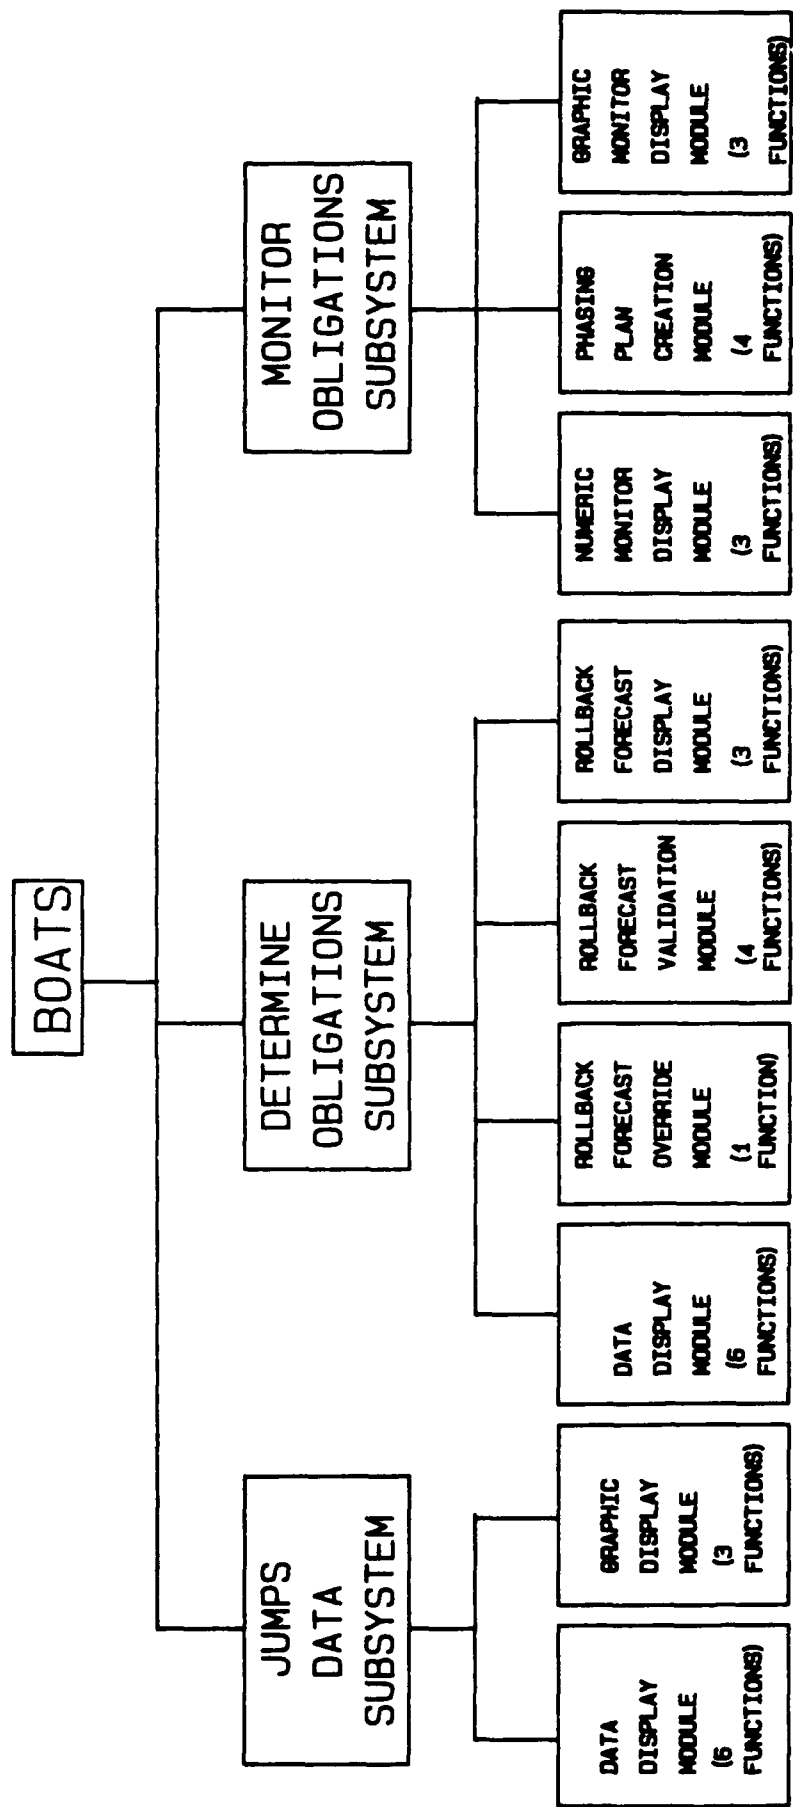 BOATS
JUMPS
DATA
SUBSYSTEM
DETERMINE
OBLIGATIONS
SUBSYSTEM
MONITOR
OBLIGATIONS
SUBSYSTEM
DATA
DISPLAY
MODULE
(6
FUNCTIONS)
GRAPHIC
DISPLAY
MODULE
(3
FUNCTIONS)
DATA
DISPLAY
MODULE
(6
FUNCTIONS)
ROLLBACK
FORECAST
OVERRIDE
MODULE
(1
FUNCTION)
ROLLBACK
FORECAST
VALIDATION
MODULE
(4
FUNCTIONS)
ROLLBACK
FORECAST
DISPLAY
MODULE
(3
FUNCTIONS)
NUMERIC
MONITOR
DISPLAY
MODULE
(3
FUNCTIONS)
PHASING
PLAN
CREATION
MODULE
(4
FUNCTIONS)
GRAPHIC
MONITOR
DISPLAY
MODULE
(3
FUNCTIONS)